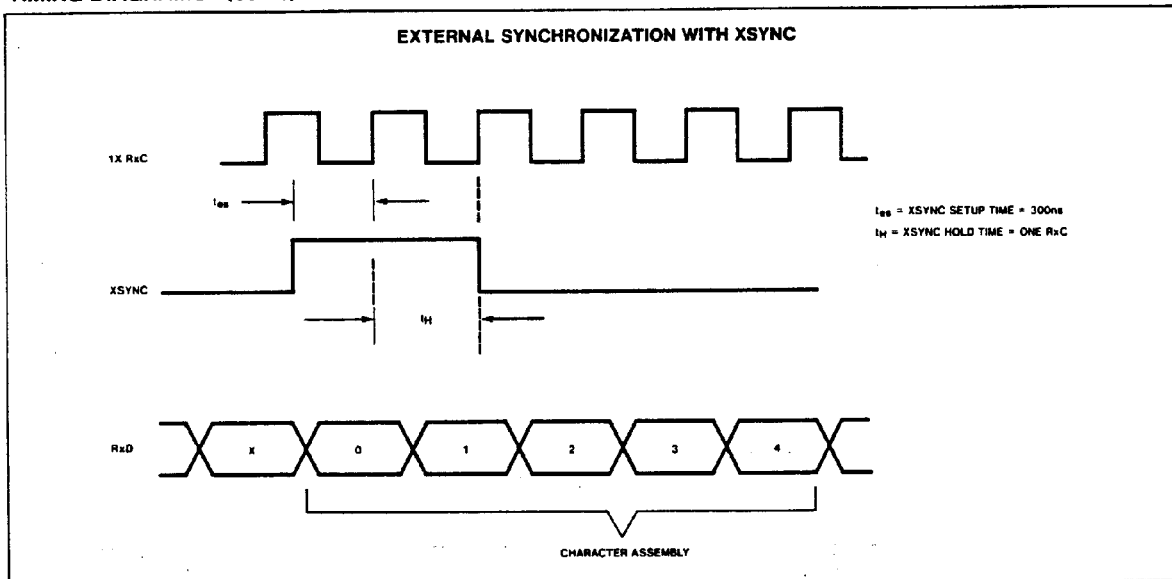 EXTERNAL SYNCHRONIZATION WITH XSYNC
1X RxC
tes
tes = XSYNC SETUP TIME = 300ns
tH = XSYNC HOLD TIME = ONE RxC
XSYNC
tH
RxD
X 0 1 2 3 4
CHARACTER ASSEMBLY